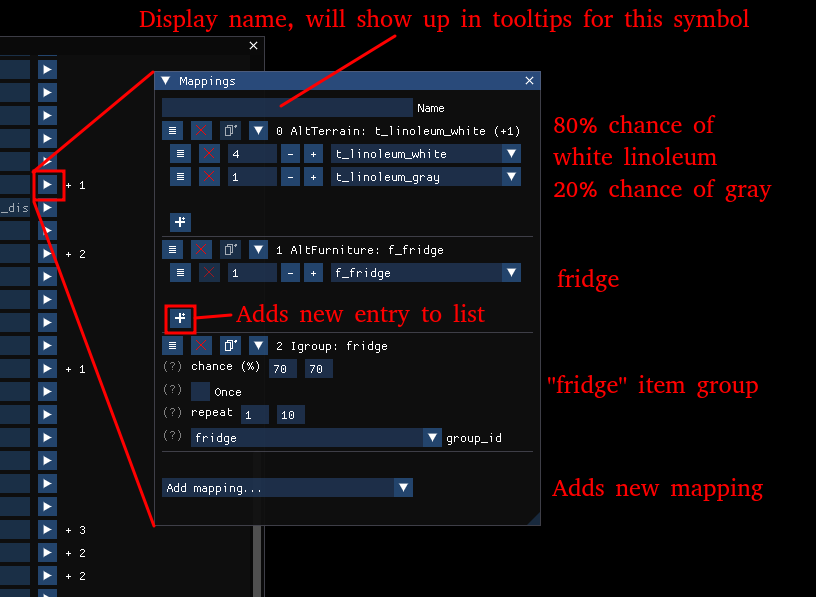 Display name, will show up in tooltips for this symbol
Mappings
Name
0 AltTerrain: t_linoleum_white (+1)
80% chance of
4 - + t_linoleum_white
white linoleum
+ 1
1 - + t_linoleum_gray
20% chance of gray
_dis
+
+ 2
1 AltFurniture: f_fridge
1 - + f_fridge
fridge
+
Adds new entry to list
2 Igroup: fridge
+ 1
(?) chance (%) 70 70
"fridge" item group
(?) Once
(?) repeat 1 10
(?) fridge group_id
Add mapping...
Adds new mapping
+ 3
+ 2
+ 2